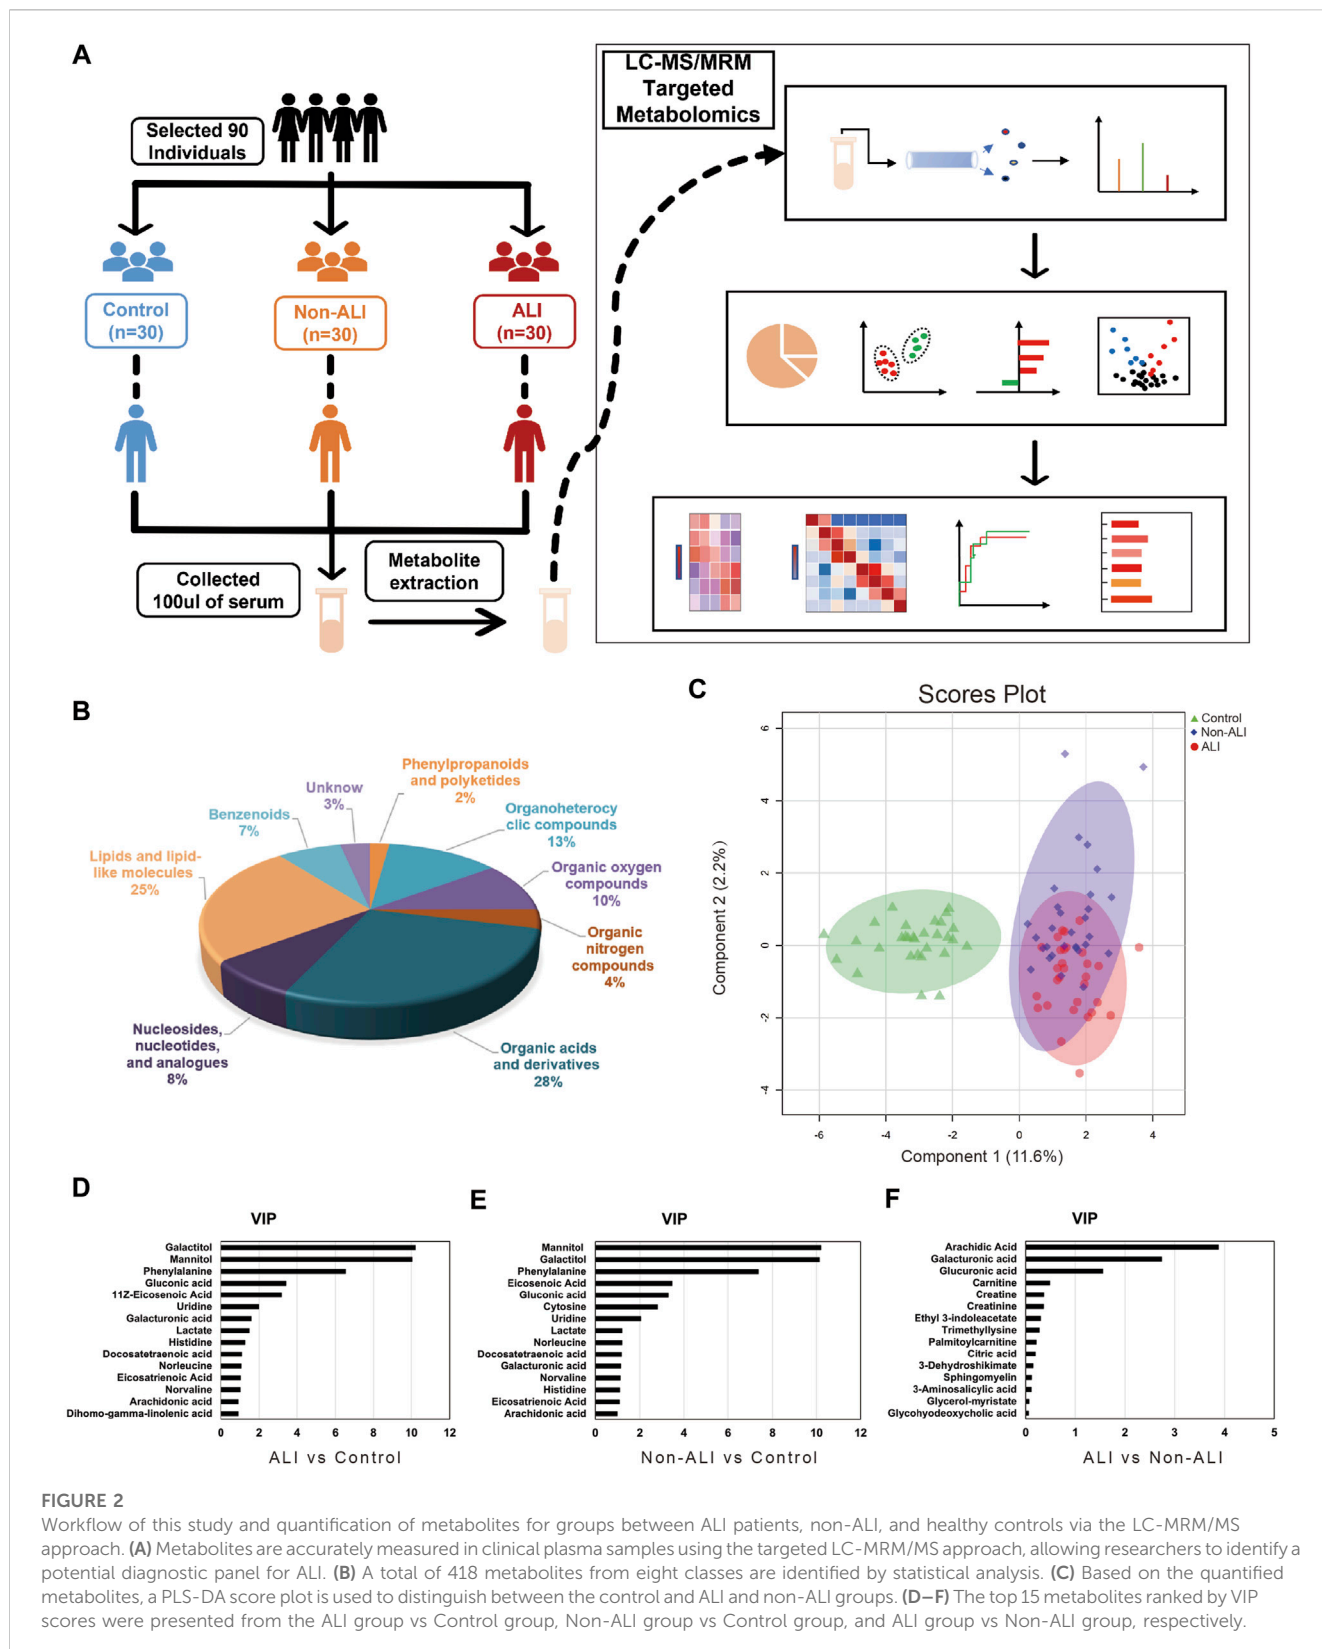 A
Selected 90
Individuals
Control
(n=30)
Non-ALI
(n=30)
ALI
(n=30)
Collected
100ul of serum
Metabolite
extraction
LC-MS/MRM
Targeted
Metabolomics
B
Phenylpropanoids
and polyketides
2%
Unknow
3%
Benzenoids
7%
Organoheterocy
clic compounds
13%
Lipids and lipid-
like molecules
25%
Organic oxygen
compounds
10%
Organic
nitrogen
compounds
4%
Nucleosides,
nucleotides,
and analogues
8%
Organic acids
and derivatives
28%
C
Scores Plot
Control
Non-ALI
ALI
Component 2 (2.2%)
6
4
2
0
-2
-4
-6
-4
-2
0
2
4
Component 1 (11.6%)
D
VIP
Galactitol
Mannitol
Phenylalanine
Gluconic acid
11Z-Eicosenoic Acid
Uridine
Galacturonic acid
Lactate
Histidine
Docosatetraenoic acid
Norleucine
Eicosatrienoic Acid
Norvaline
Arachidonic acid
Dihomo-gamma-linolenic acid
0 2 4 6 8 10 12
ALI vs Control
E
VIP
Mannitol
Galactitol
Phenylalanine
Eicosenoic Acid
Gluconic acid
Cytosine
Uridine
Lactate
Norleucine
Docosatetraenoic acid
Galacturonic acid
Norvaline
Histidine
Eicosatrienoic Acid
Arachidonic acid
0 2 4 6 8 10 12
Non-ALI vs Control
F
VIP
Arachidic Acid
Galacturonic acid
Glucuronic acid
Carnitine
Creatine
Creatinine
Ethyl 3-indoleacetate
Trimethyllysine
Palmitoylcarnitine
Citric acid
3-Dehydroshikimate
Sphingomyelin
3-Aminosalicylic acid
Glycerol-myristate
Glycohyodeoxycholic acid
0 1 2 3 4 5
ALI vs Non-ALI
FIGURE 2
Workflow of this study and quantification of metabolites for groups between ALI patients, non-ALI, and healthy controls via the LC-MRM/MS
approach. (A) Metabolites are accurately measured in clinical plasma samples using the targeted LC-MRM/MS approach, allowing researchers to identify a
potential diagnostic panel for ALI. (B) A total of 418 metabolites from eight classes are identified by statistical analysis. (C) Based on the quantified
metabolites, a PLS-DA score plot is used to distinguish between the control and ALI and non-ALI groups. (D–F) The top 15 metabolites ranked by VIP
scores were presented from the ALI group vs Control group, Non-ALI group vs Control group, and ALI group vs Non-ALI group, respectively.